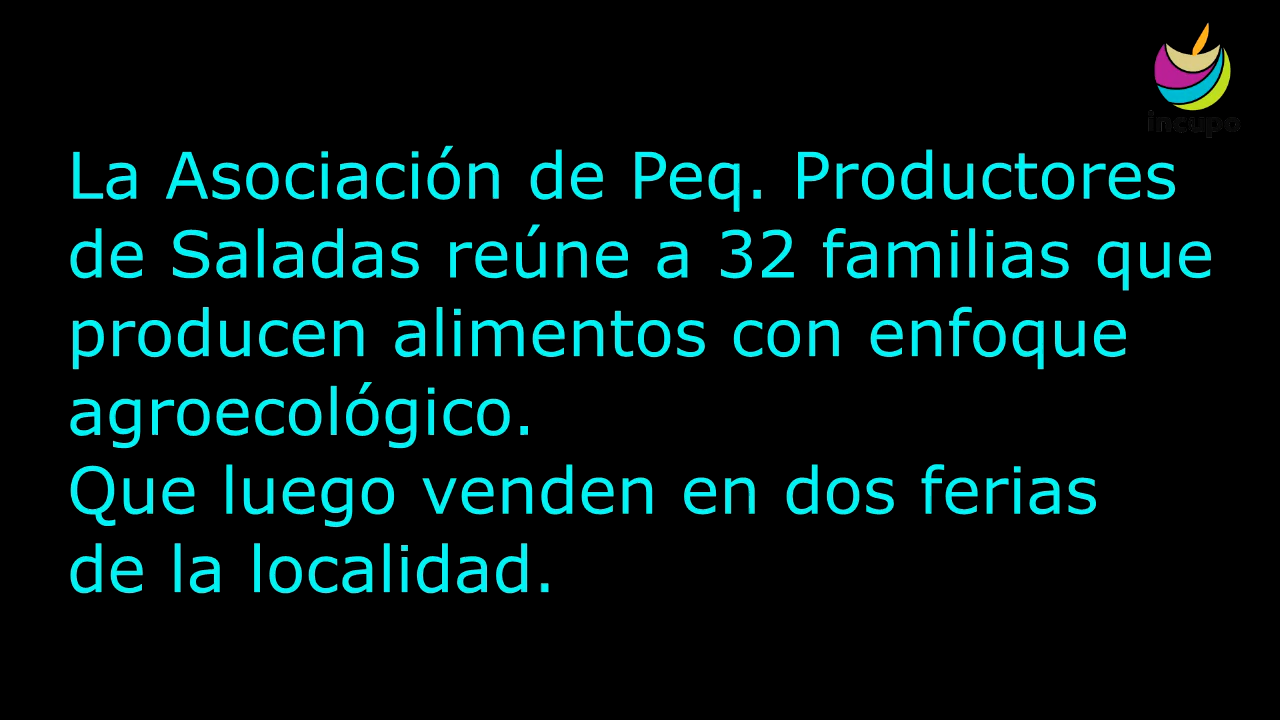 incupo
La Asociación de Peq. Productores
de Saladas reúne a 32 familias que
producen alimentos con enfoque
agroecológico.
Que luego venden en dos ferias
de la localidad.